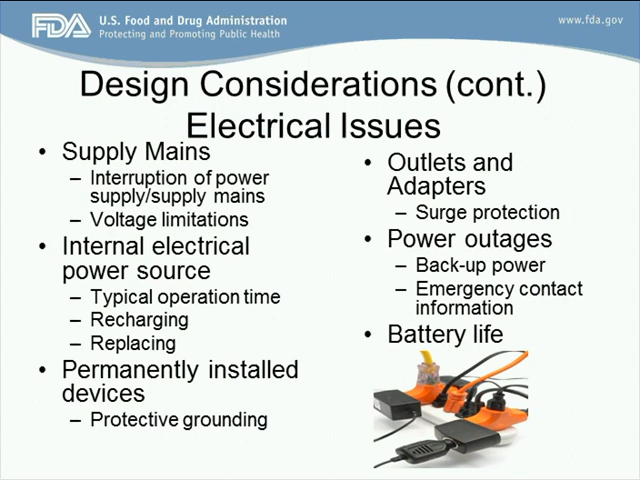 FDA
U.S. Food and Drug Administration
Protecting and Promoting Public Health
www.fda.gov
Design Considerations (cont.)
Electrical Issues
• Supply Mains
– Interruption of power
supply/supply mains
– Voltage limitations
• Internal electrical
power source
– Typical operation time
– Recharging
– Replacing
• Permanently installed
devices
– Protective grounding
• Outlets and
Adapters
– Surge protection
• Power outages
– Back-up power
– Emergency contact
information
• Battery life